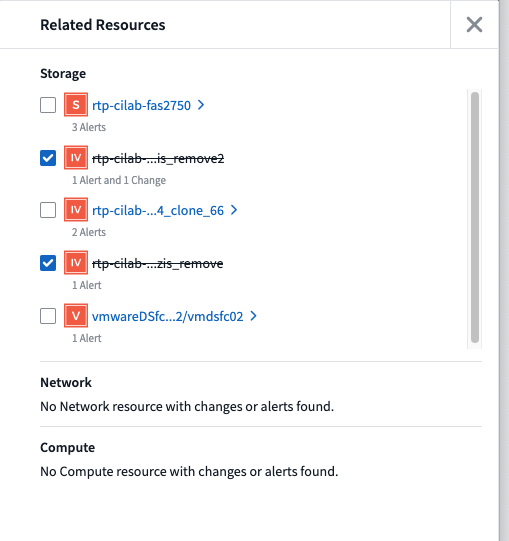 Related Resources
Storage
S rtp-cilab-fas2750
3 Alerts
IV rtp-cilab-...is_remove2
1 Alert and 1 Change
IV rtp-cilab-...4_clone_66
2 Alerts
IV rtp-cilab-...zis_remove
1 Alert
V vmwareDSfc...2/vmdsfc02
1 Alert
Network
No Network resource with changes or alerts found.
Compute
No Compute resource with changes or alerts found.